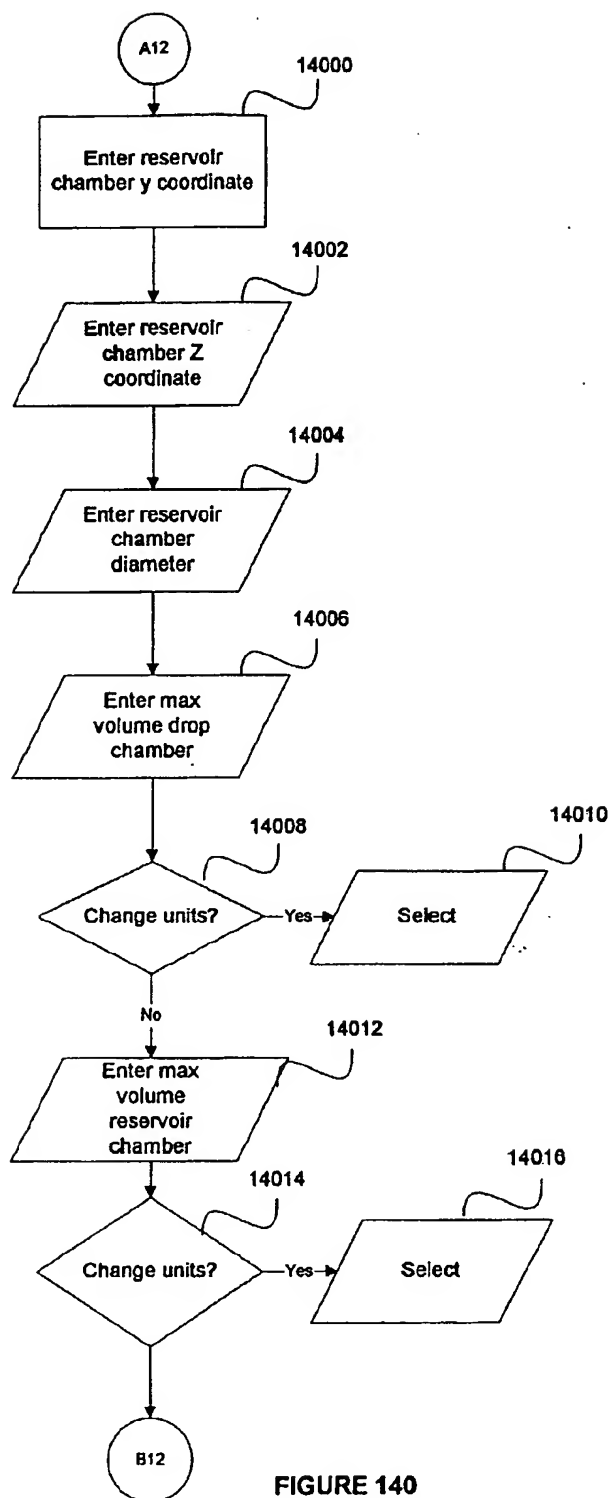 A12
14000
Enter reservoir
chamber y coordinate
14002
Enter reservoir
chamber Z
coordinate
14004
Enter reservoir
chamber
diameter
14006
Enter max
volume drop
chamber
14008
Change units?
Yes
14010
Select
No
14012
Enter max
volume
reservoir
chamber
14014
Change units?
Yes
14016
Select
B12
FIGURE 140